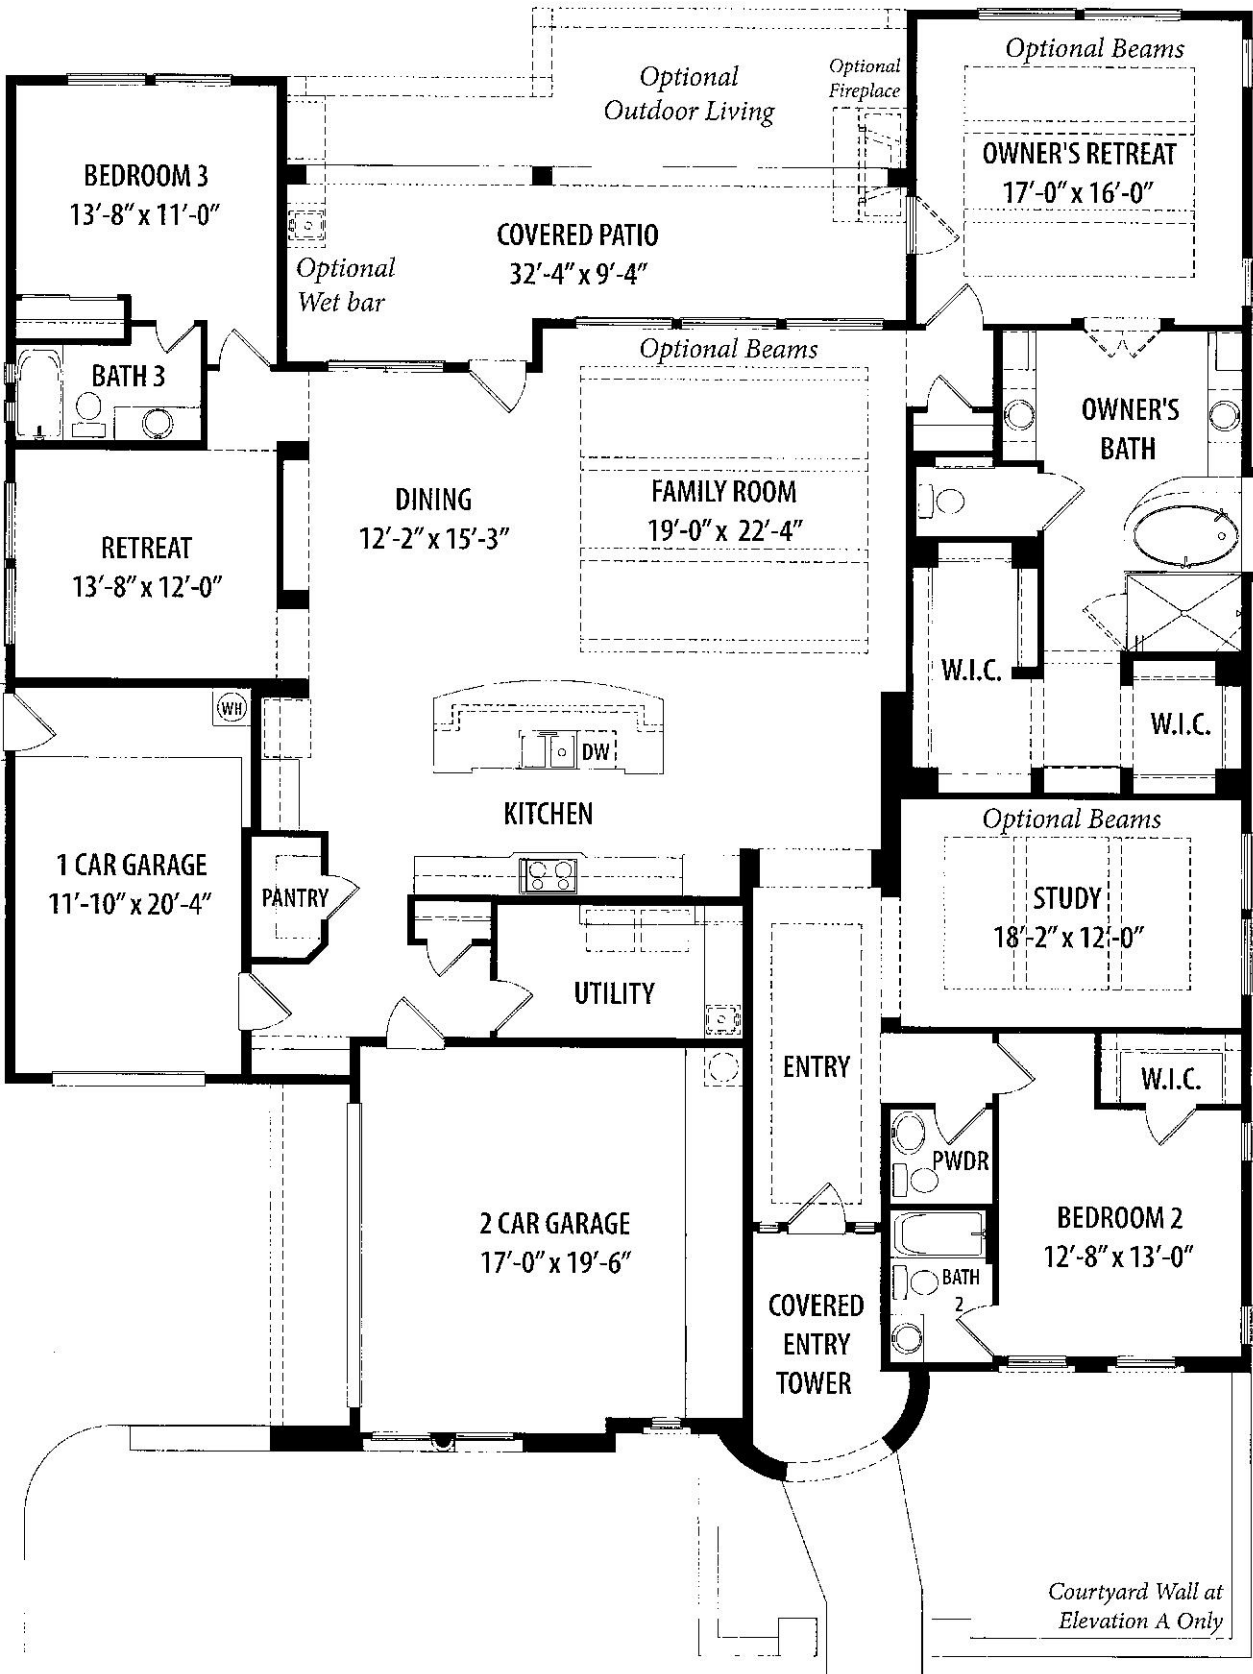 Optional Beams
OWNER'S RETREAT
17'-0" x 16'-0"
Optional
Outdoor Living
Optional
Fireplace
BEDROOM 3
13'-8" x 11'-0"
COVERED PATIO
32'-4" x 9'-4"
Optional
Wet bar
Optional Beams
BATH 3
OWNER'S
BATH
DINING
12'-2" x 15'-3"
FAMILY ROOM
19'-0" x 22'-4"
RETREAT
13'-8" x 12'-0"
W.I.C.
W.I.C.
WH
DW
KITCHEN
Optional Beams
1 CAR GARAGE
11'-10" x 20'-4"
PANTRY
STUDY
18'-2" x 12'-0"
UTILITY
ENTRY
W.I.C.
PWDR
2 CAR GARAGE
17'-0" x 19'-6"
BEDROOM 2
12'-8" x 13'-0"
BATH
2
COVERED
ENTRY
TOWER
Courtyard Wall at
Elevation A Only